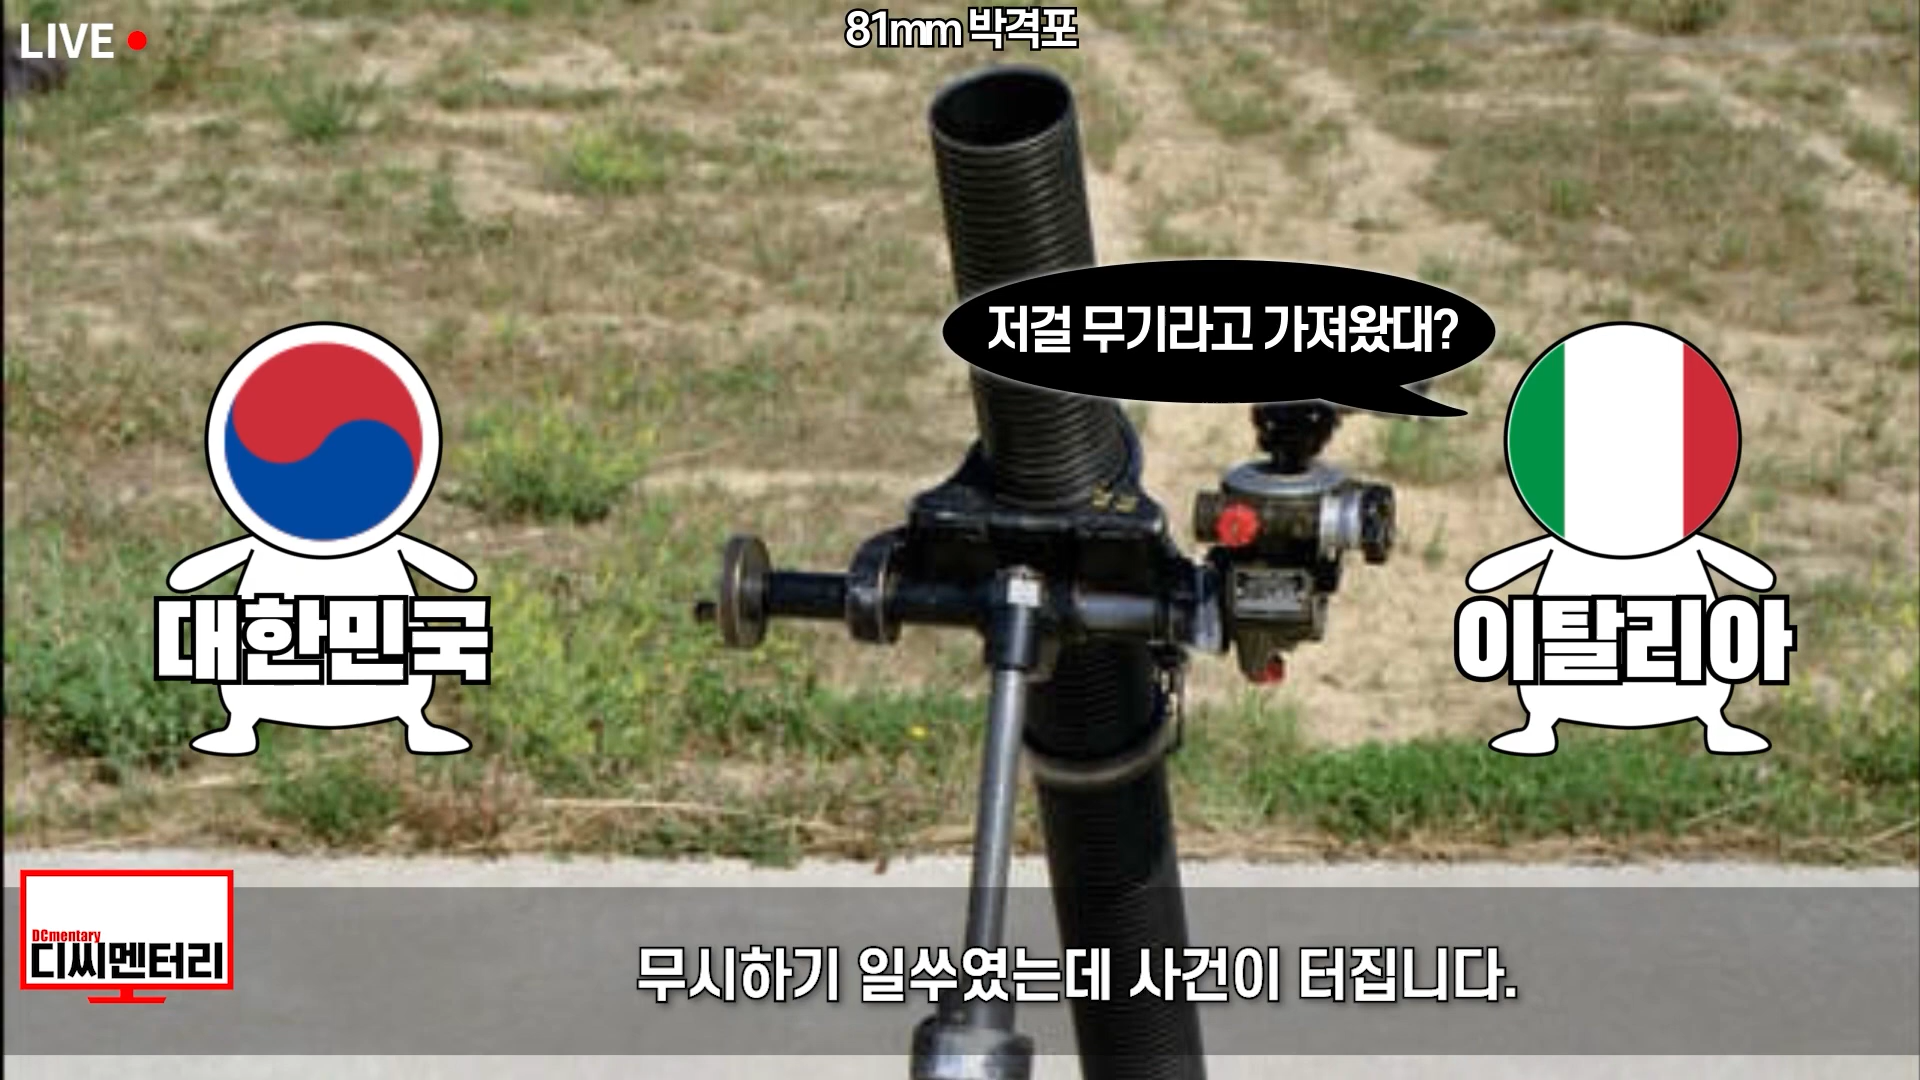 LIVE
81mm 박격포
저걸 무기라고 가져왔대?
대한민국
이탈리아
DCmentary
디씨멘터리
무시하기 일쑤였는데 사건이 터집니다.